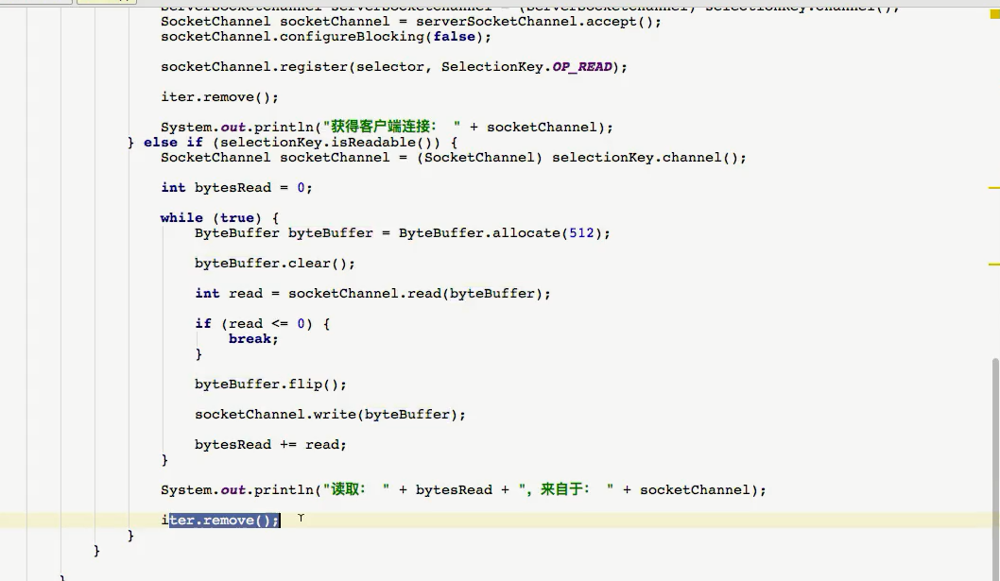 ServerSocketChannel serverSocketChannel = (ServerSocketChannel) selectionKey.channel();
SocketChannel socketChannel = serverSocketChannel.accept();
socketChannel.configureBlocking(false);
socketChannel.register(selector, SelectionKey.OP_READ);
iter.remove();
System.out.println("获得客户端连接： " + socketChannel);
} else if (selectionKey.isReadable()) {
SocketChannel socketChannel = (SocketChannel) selectionKey.channel();
int bytesRead = 0;
while (true) {
ByteBuffer byteBuffer = ByteBuffer.allocate(512);
byteBuffer.clear();
int read = socketChannel.read(byteBuffer);
if (read <= 0) {
break;
}
byteBuffer.flip();
socketChannel.write(byteBuffer);
bytesRead += read;
}
System.out.println("读取： " + bytesRead + ", 来自于： " + socketChannel);
iter.remove();
}
}
}